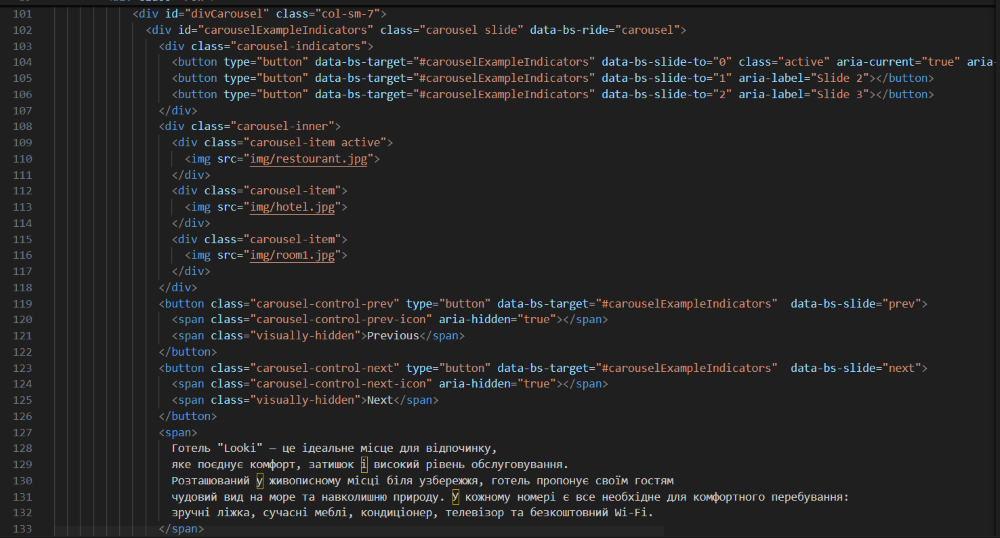 101 <div id="divCarousel" class="col-sm-7">
102 <div id="carouselExampleIndicators" class="carousel slide" data-bs-ride="carousel">
103 <div class="carousel-indicators">
104 <button type="button" data-bs-target="#carouselExampleIndicators" data-bs-slide-to="0" class="active" aria-current="true" aria-
105 <button type="button" data-bs-target="#carouselExampleIndicators" data-bs-slide-to="1" aria-label="Slide 2"></button>
106 <button type="button" data-bs-target="#carouselExampleIndicators" data-bs-slide-to="2" aria-label="Slide 3"></button>
107 </div>
108 <div class="carousel-inner">
109 <div class="carousel-item active">
110 <img src="img/restourant.jpg">
111 </div>
112 <div class="carousel-item">
113 <img src="img/hotel.jpg">
114 </div>
115 <div class="carousel-item">
116 <img src="img/room1.jpg">
117 </div>
118 </div>
119 <button class="carousel-control-prev" type="button" data-bs-target="#carouselExampleIndicators"  data-bs-slide="prev">
120 <span class="carousel-control-prev-icon" aria-hidden="true"></span>
121 <span class="visually-hidden">Previous</span>
122 </button>
123 <button class="carousel-control-next" type="button" data-bs-target="#carouselExampleIndicators"  data-bs-slide="next">
124 <span class="carousel-control-next-icon" aria-hidden="true"></span>
125 <span class="visually-hidden">Next</span>
126 </button>
127 <span>
128 Готель "Looki" – це ідеальне місце для відпочинку,
129 яке поєднує комфорт, затишок і високий рівень обслуговування.
130 Розташований у живописному місці біля узбережжя, готель пропонує своїм гостям
131 чудовий вид на море та навколишню природу. У кожному номері є все необхідне для комфортного перебування:
132 зручні ліжка, сучасні меблі, кондиціонер, телевізор та безкоштовний Wi-Fi.
133 </span>